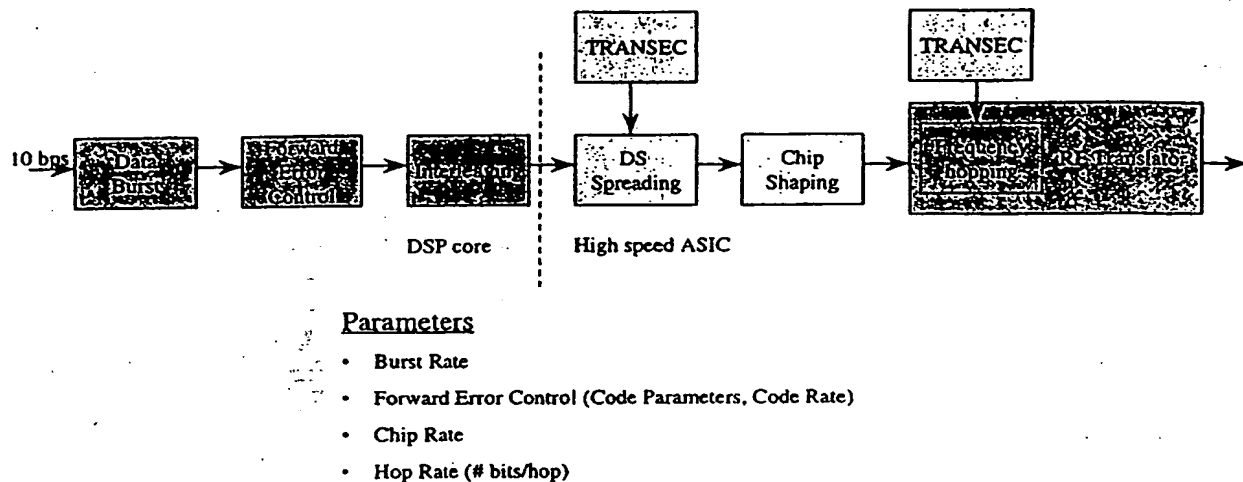 TRANSEC
TRANSEC
10 bps
Data
Burst
Forward
Error
Control
Interleaving
DS
Spreading
Chip
Shaping
Frequency
hopping
RF Translator
DSP core
High speed ASIC
Parameters
• Burst Rate
• Forward Error Control (Code Parameters, Code Rate)
• Chip Rate
• Hop Rate (# bits/hop)